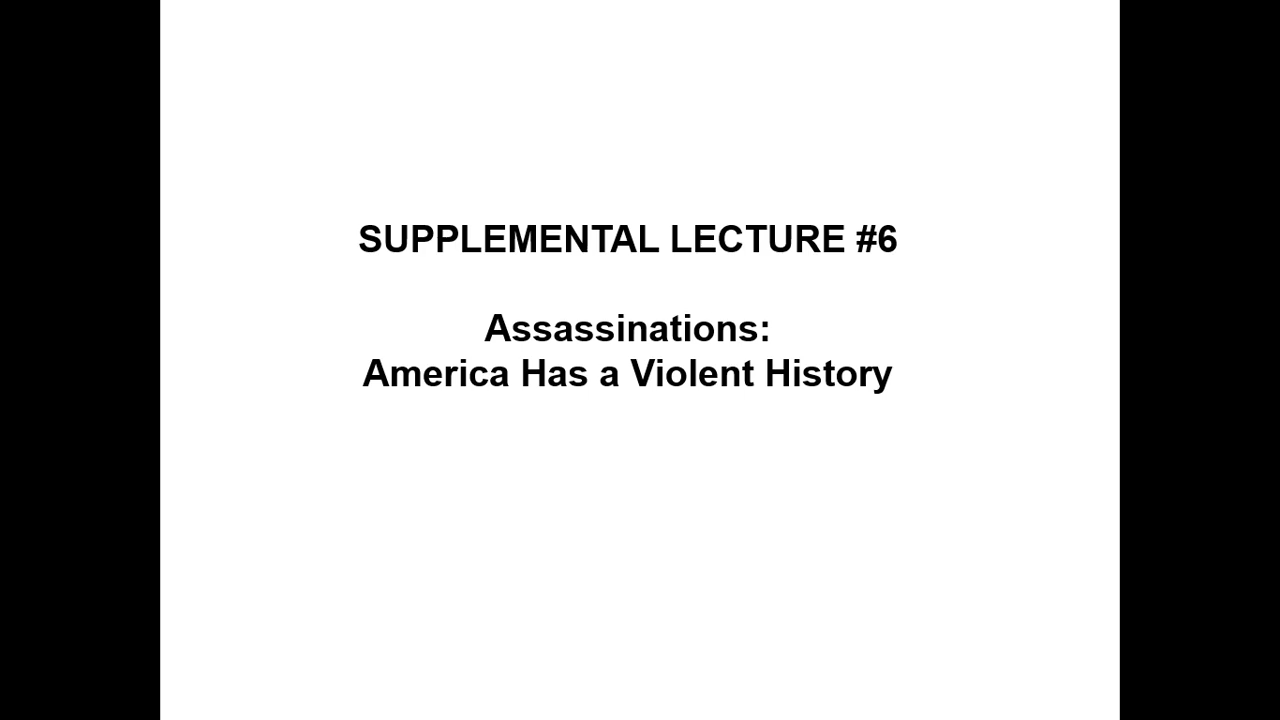 SUPPLEMENTAL LECTURE #6
Assassinations:
America Has a Violent History